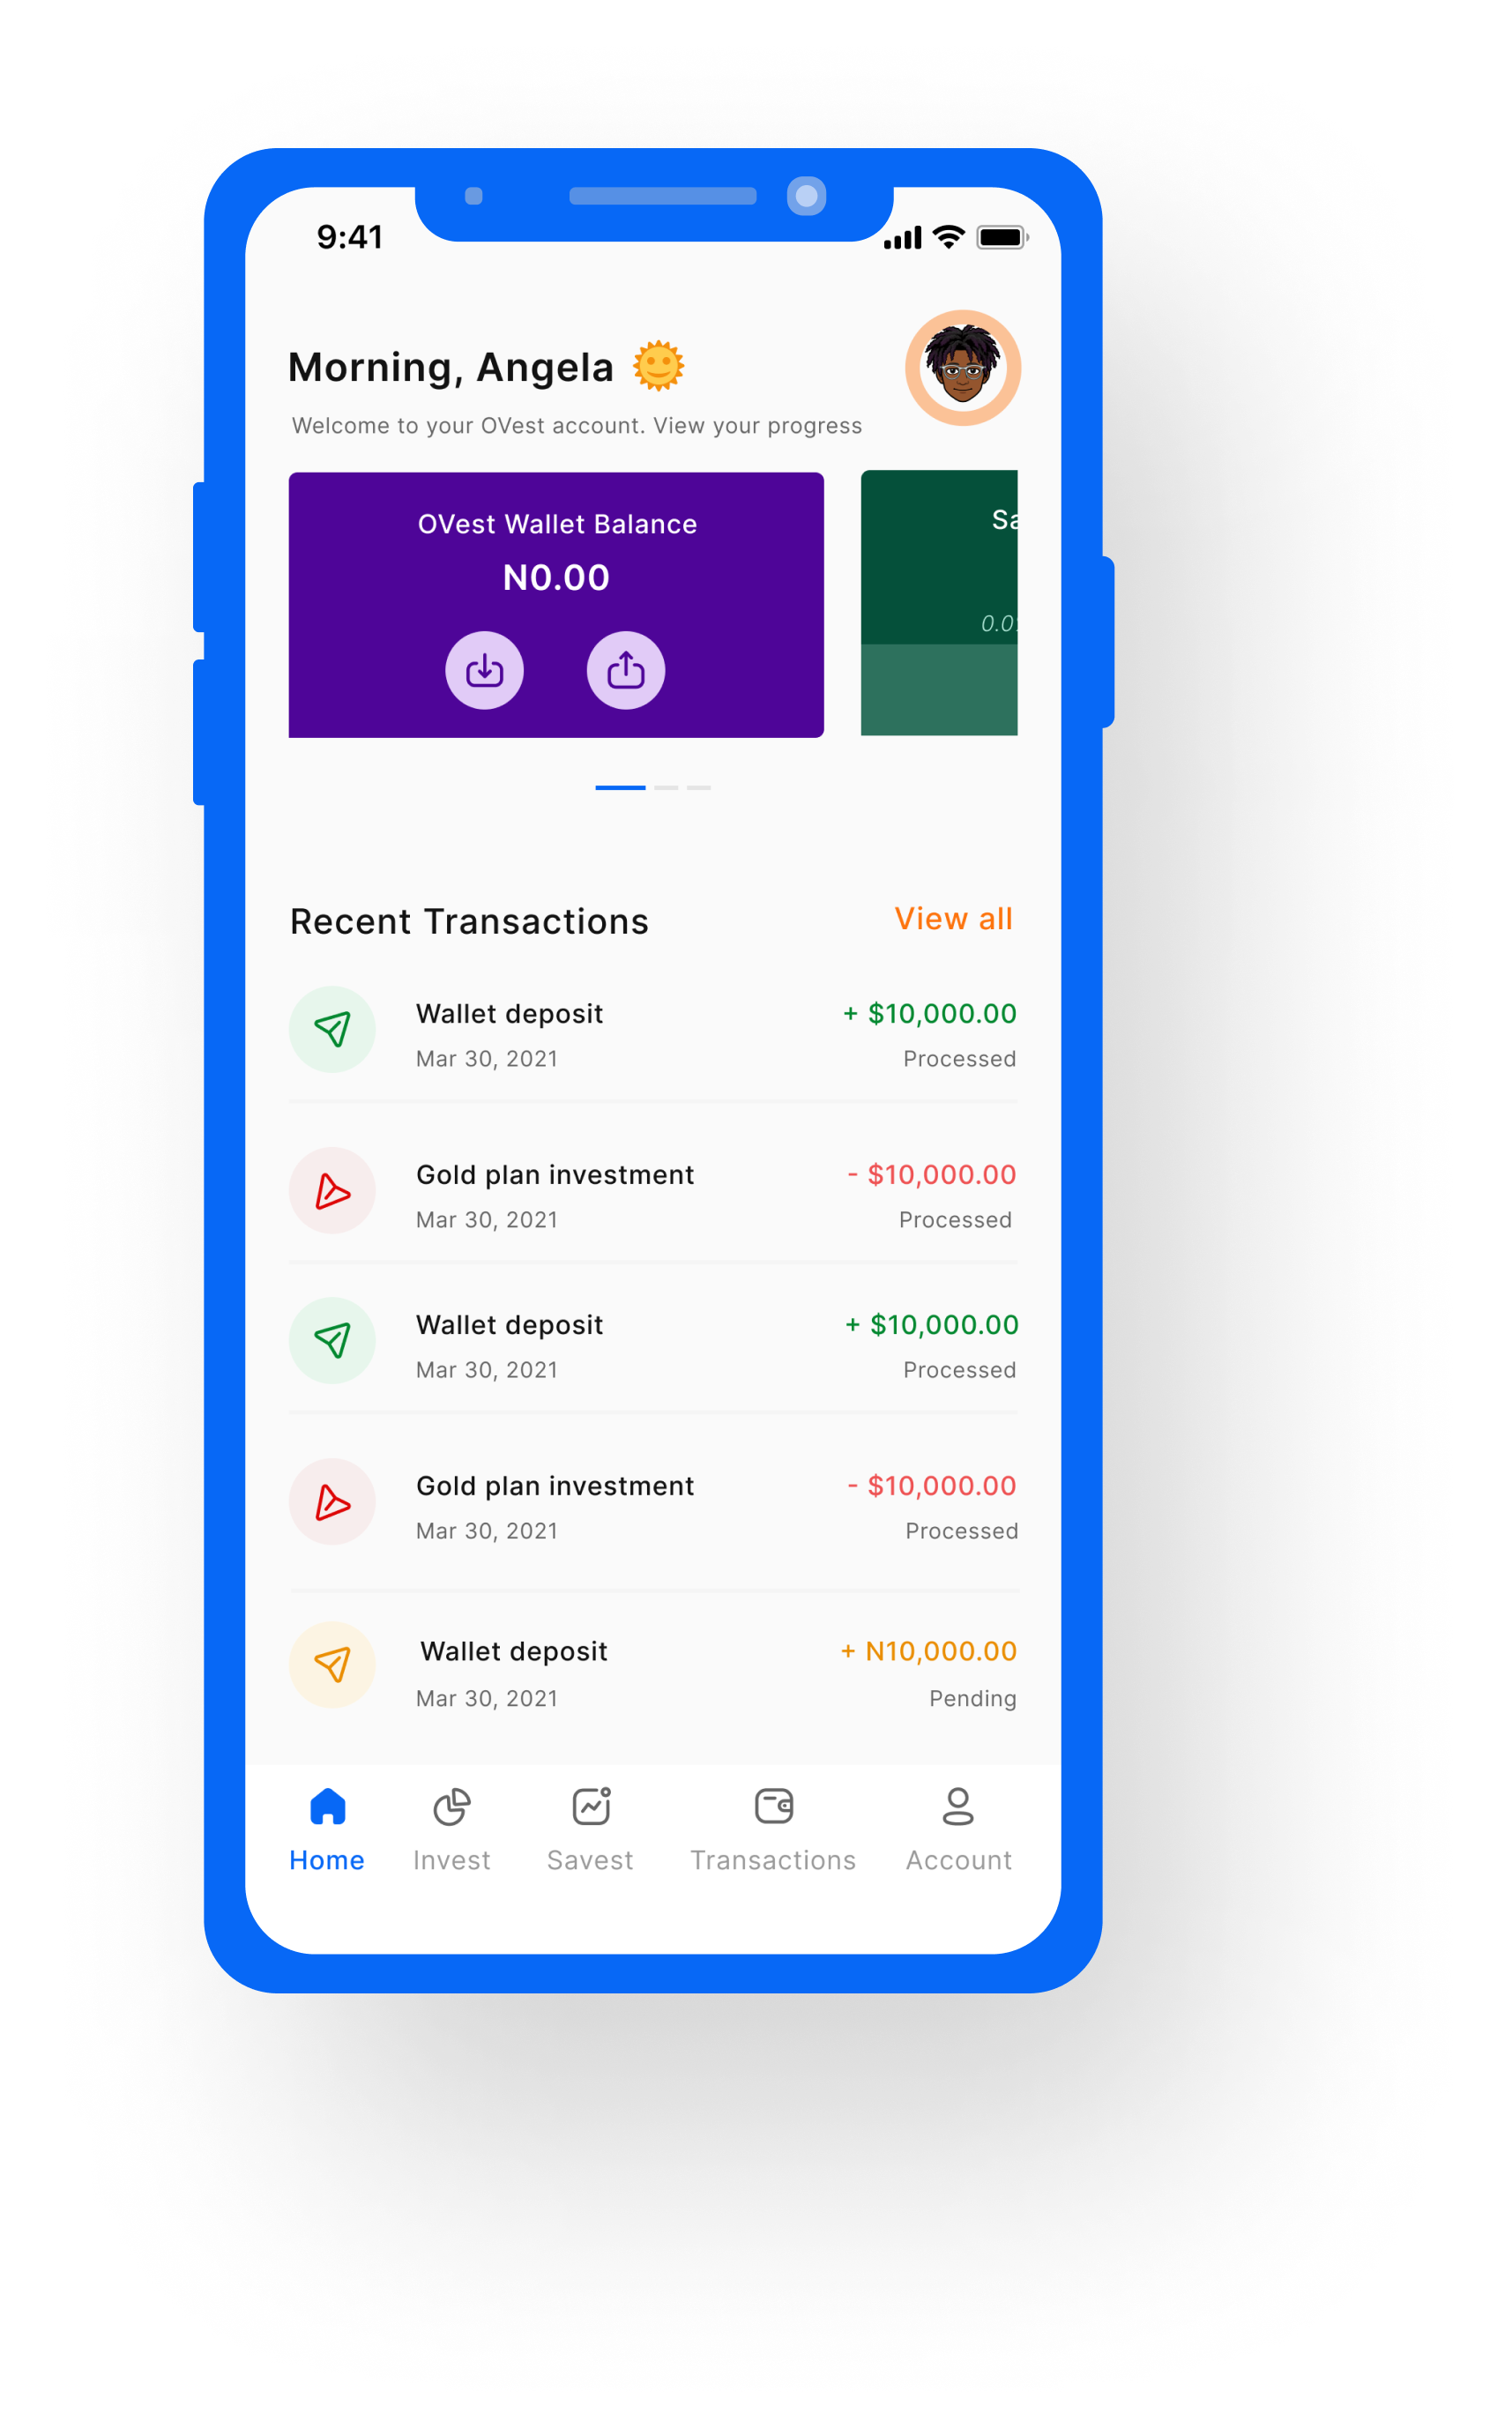 9:41
Morning, Angela
Welcome to your OVest account. View your progress
OVest Wallet Balance
N0.00
Recent Transactions
View all
Wallet deposit
+ $10,000.00
Mar 30, 2021
Processed
Gold plan investment
- $10,000.00
Mar 30, 2021
Processed
Wallet deposit
+ $10,000.00
Mar 30, 2021
Processed
Gold plan investment
- $10,000.00
Mar 30, 2021
Processed
Wallet deposit
+ N10,000.00
Mar 30, 2021
Pending
Home
Invest
Savest
Transactions
Account